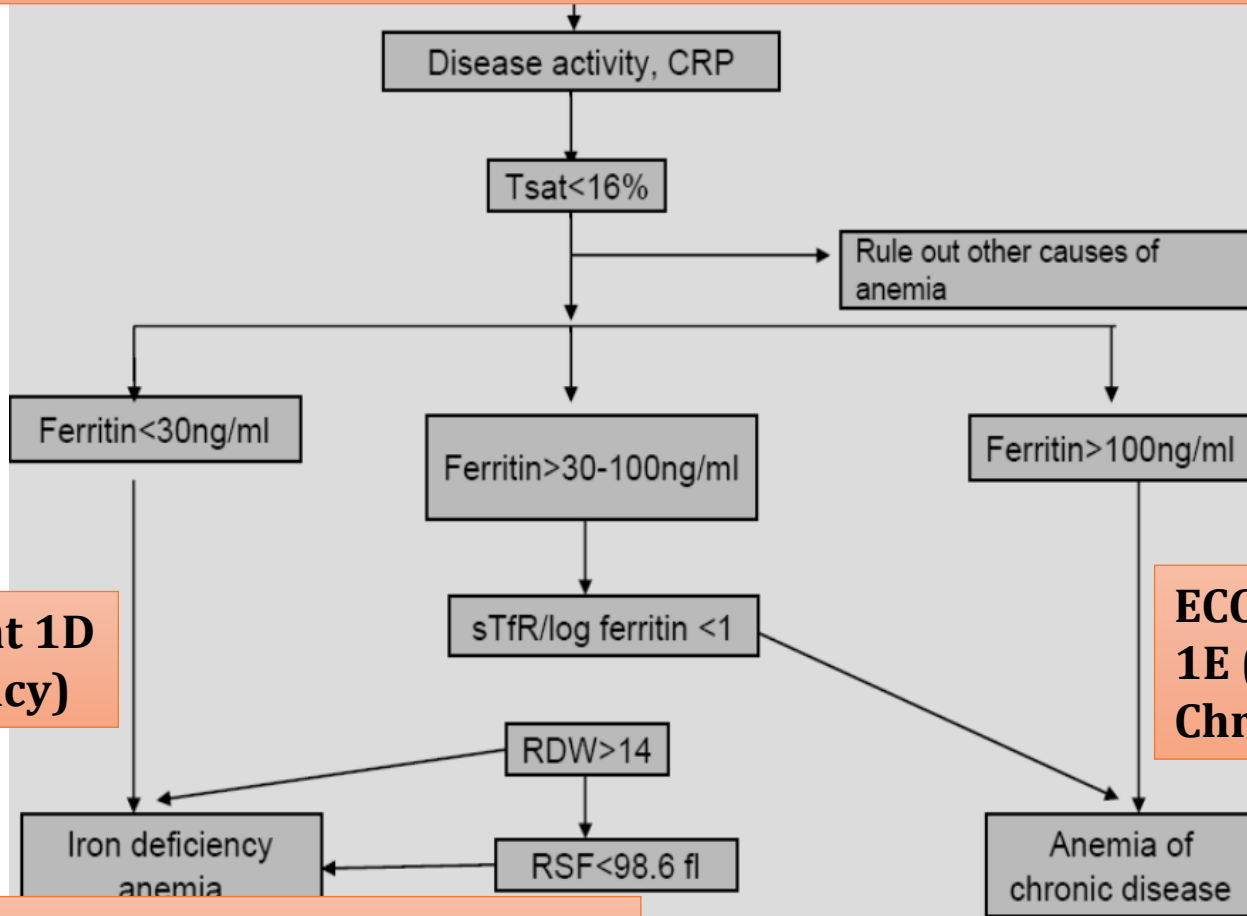 Disease activity, CRP
Tsat<16%
Rule out other causes of
anemia
Ferritin<30ng/ml
Ferritin>30-100ng/ml
Ferritin>100ng/ml
sTfR/log ferritin <1
1D
1E (
RDW>14
RSF<98.6 fl
Iron deficiency
anemia
Anemia of
chronic disease